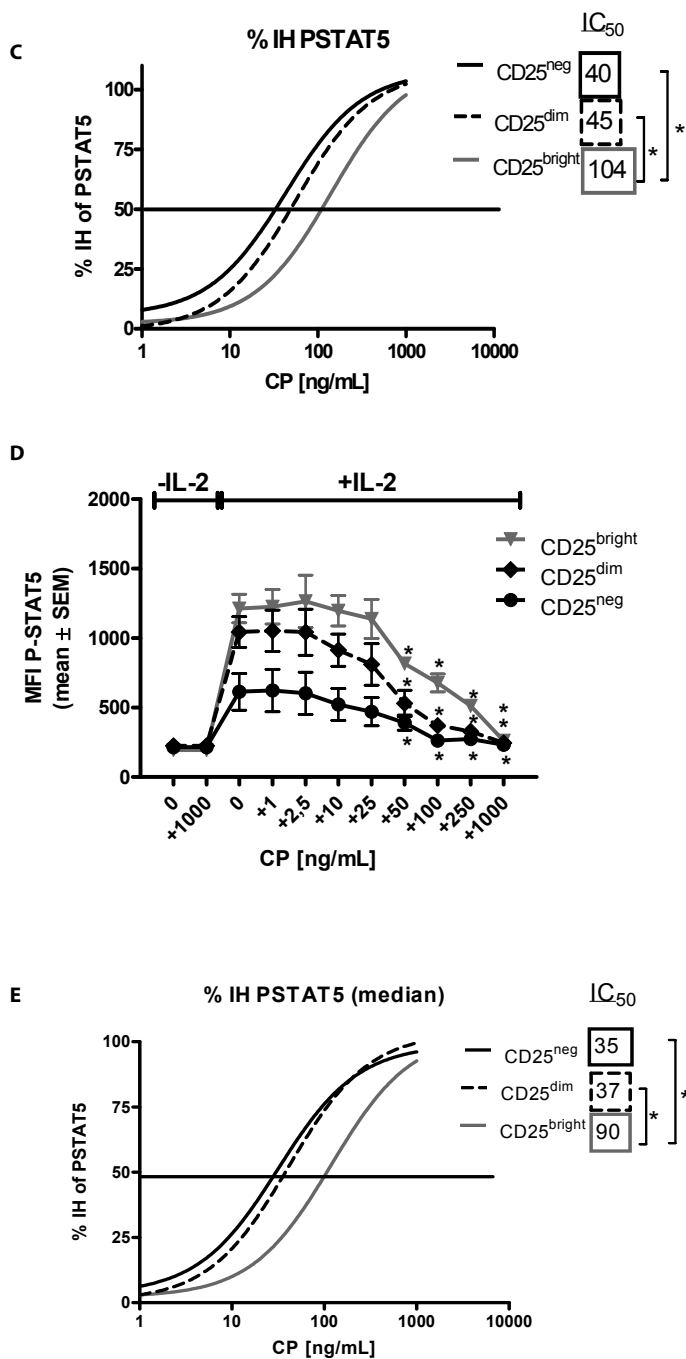 C
% IH PSTAT5
IC50
CD25neg 40
CD25dim 45 *
CD25bright 104 *
% IH of PSTAT5
100
75
50
25
0
1 10 100 1000 10000
CP [ng/mL]
D
-IL-2 +IL-2
MFI P-STAT5
(mean ± SEM)
2000
1500
1000
500
0
CD25bright
CD25dim
CD25neg
* * * *
* * * *
* * * *
0 +1000 0 +1 +2,5 +10 +25 +50 +100 +250 +1000
CP [ng/mL]
E
% IH PSTAT5 (median)
IC50
CD25neg 35
CD25dim 37 *
CD25bright 90 *
% IH of PSTAT5
100
75
50
25
0
1 10 100 1000 10000
CP [ng/mL]